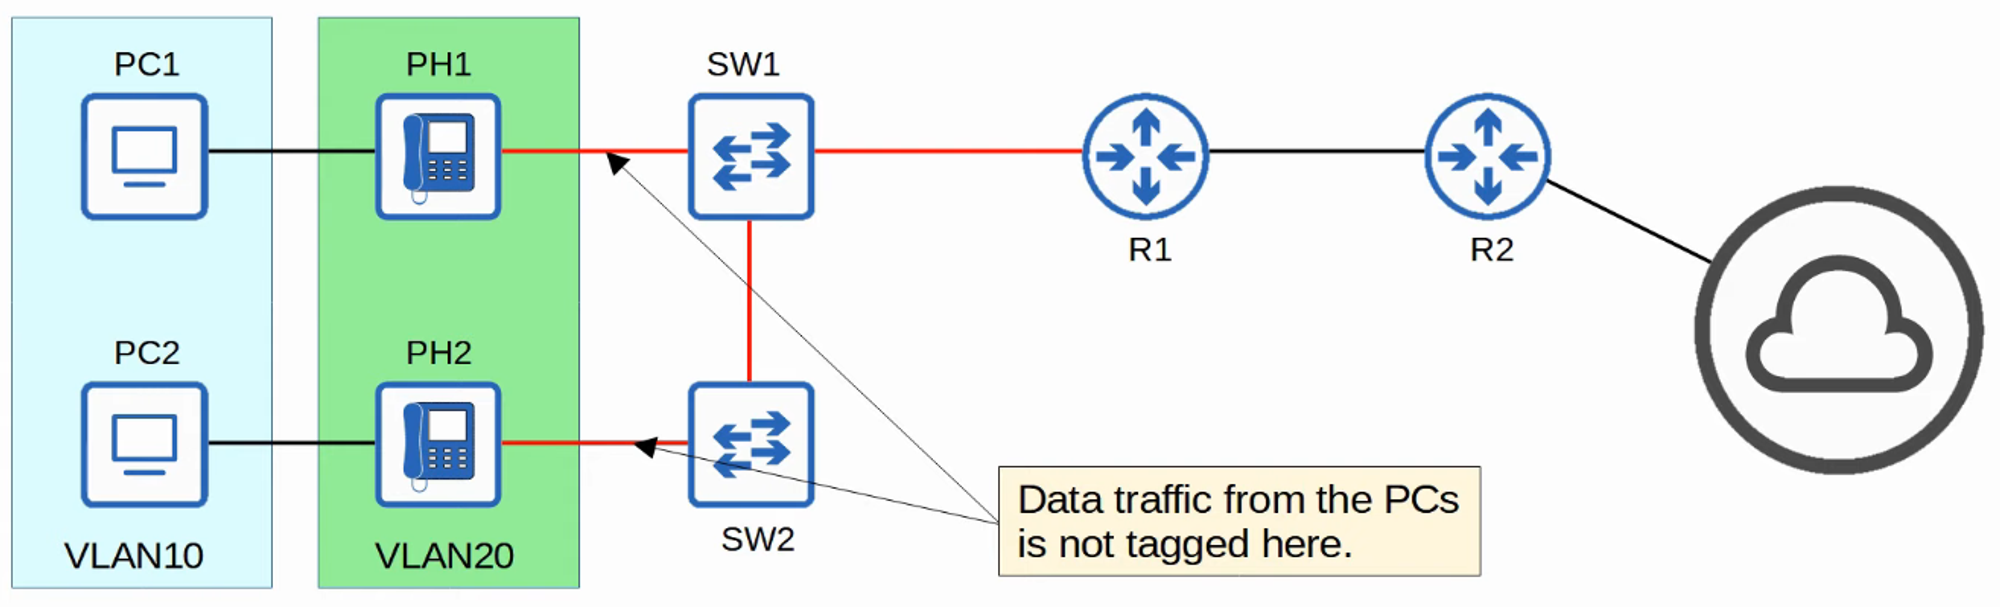 PC1
PH1
SW1
R1
R2
PC2
PH2
SW2
Data traffic from the PCs
is not tagged here.
VLAN10
VLAN20